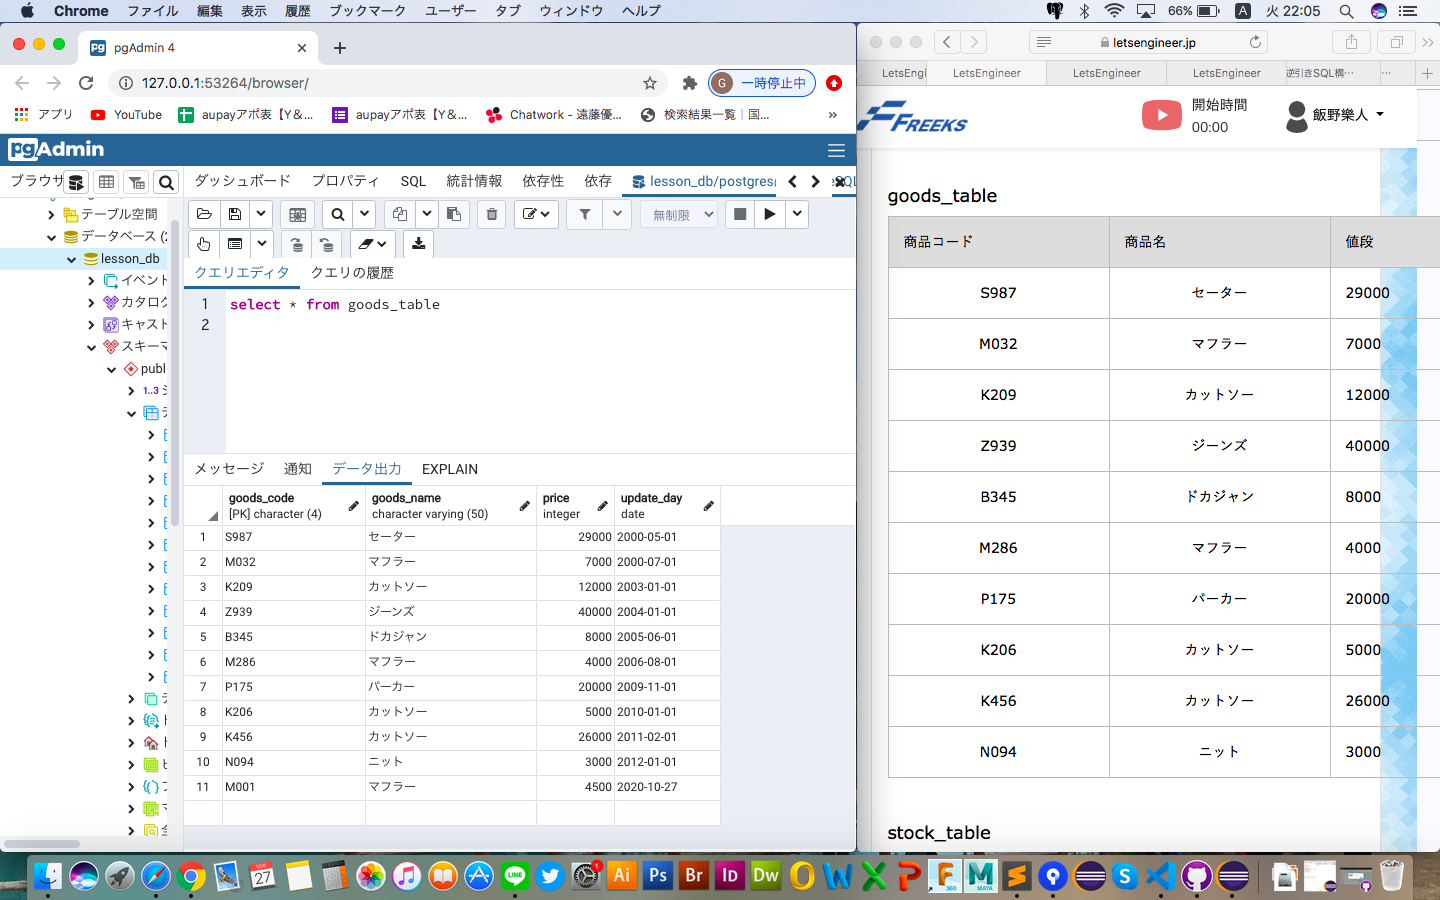 Chrome ファイル 編集 表示 履歴 ブックマーク ユーザー タブ ウィンドウ ヘルプ 66% A 火 22:05
pgAdmin 4
127.0.0.1:53264/browser/ G 一時停止中
アプリ YouTube aupayアポ表【Y&... aupayアポ表【Y&... Chatwork - 遠藤優... 検索結果一覧｜国...
pgAdmin
ブラウザ ダッシュボード プロパティ SQL 統計情報 依存性 依存 lesson_db/postgres
テーブル空間
データベース
lesson_db
イベント
カタログ
キャスト
スキーマ
publ
1..3
無制限
クエリエディタ クエリの履歴
1 select * from goods_table
2
メッセージ 通知 データ出力 EXPLAIN
goods_code goods_name price update_day
[PK] character (4) character varying (50) integer date
1 S987 セーター 29000 2000-05-01
2 M032 マフラー 7000 2000-07-01
3 K209 カットソー 12000 2003-01-01
4 Z939 ジーンズ 40000 2004-01-01
5 B345 ドカジャン 8000 2005-06-01
6 M286 マフラー 4000 2006-08-01
7 P175 パーカー 20000 2009-11-01
8 K206 カットソー 5000 2010-01-01
9 K456 カットソー 26000 2011-02-01
10 N094 ニット 3000 2012-01-01
11 M001 マフラー 4500 2020-10-27
letsengineer.jp
LetsEngi LetsEngineer LetsEngineer LetsEngineer 逆引きSQL構…
FREEKS 開始時間 飯野樂人
00:00
goods_table
商品コード 商品名 値段
S987 セーター 29000
M032 マフラー 7000
K209 カットソー 12000
Z939 ジーンズ 40000
B345 ドカジャン 8000
M286 マフラー 4000
P175 パーカー 20000
K206 カットソー 5000
K456 カットソー 26000
N094 ニット 3000
stock_table
27 LINE 1 Ai Ps Br Id Dw F 360 M MAYA S